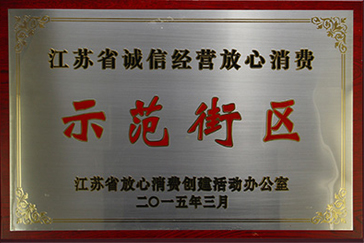 江苏省诚信经营放心消费
示范街区
江苏省放心消费创建活动办公室
二〇一五年三月